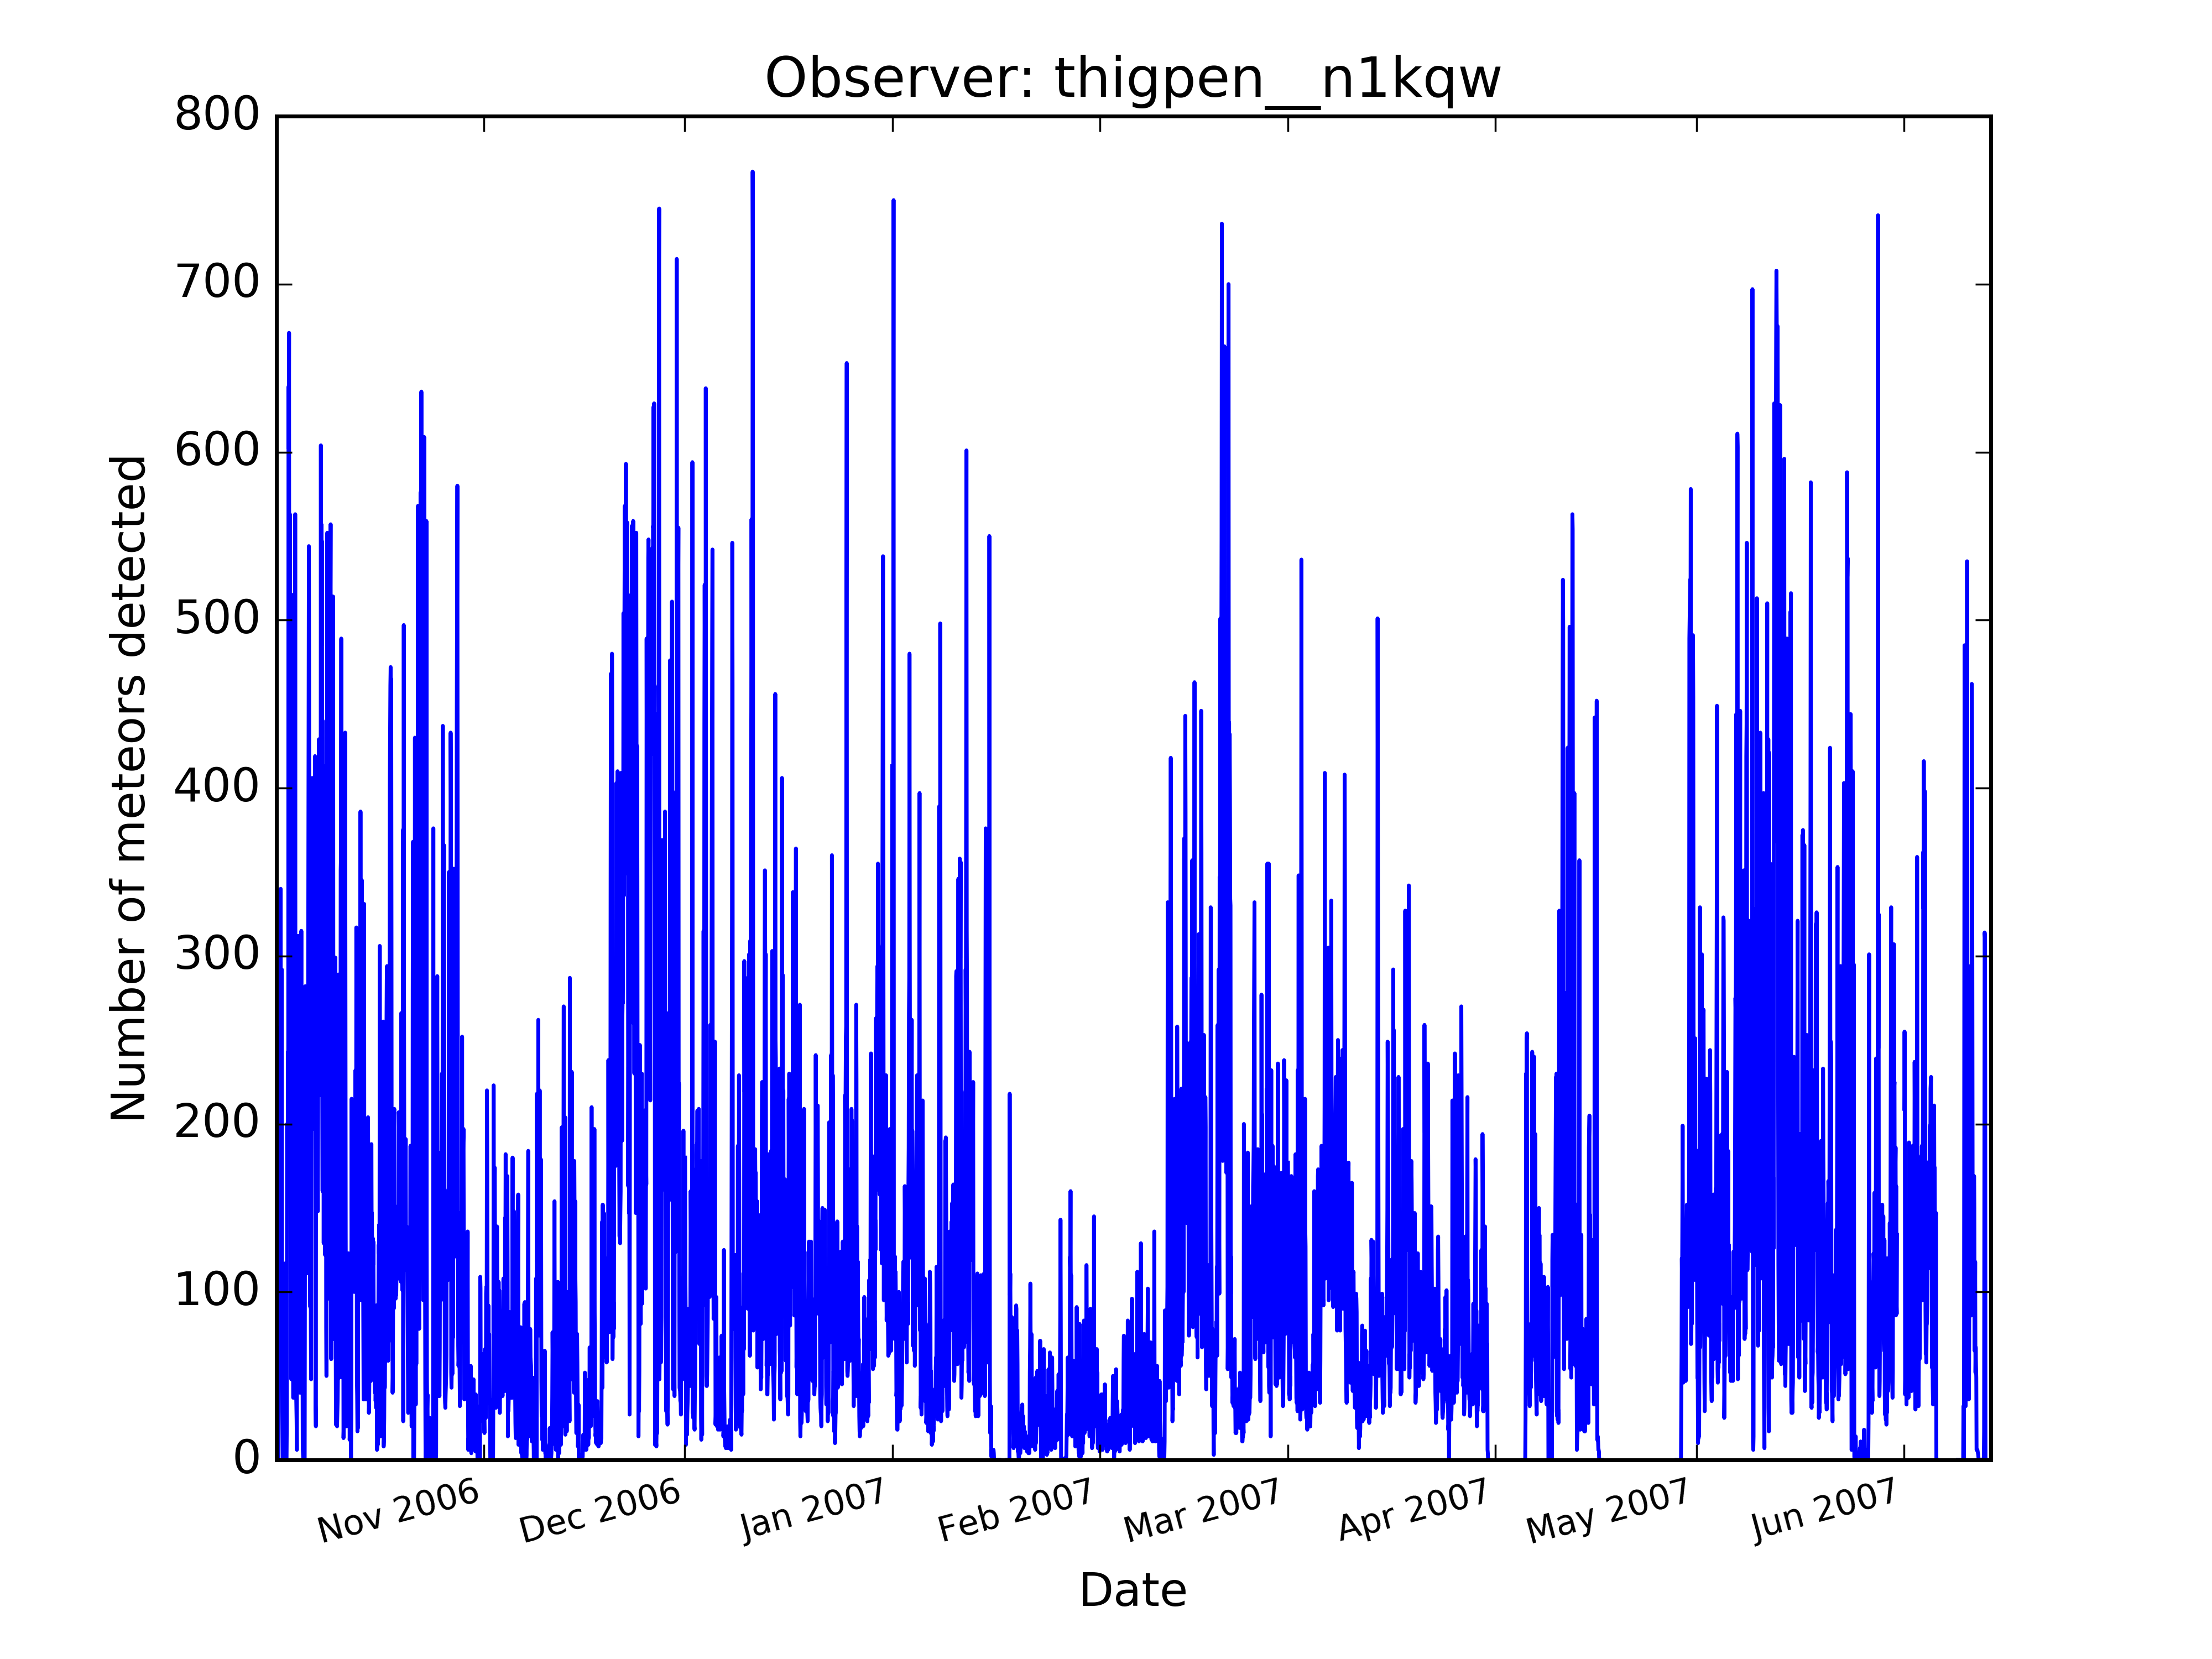 Observer: thigpen__n1kqw
800
700
600
500
400
300
200
100
0
Number of meteors detected
Nov 2006
Dec 2006
Jan 2007
Feb 2007
Mar 2007
Apr 2007
May 2007
Jun 2007
Date